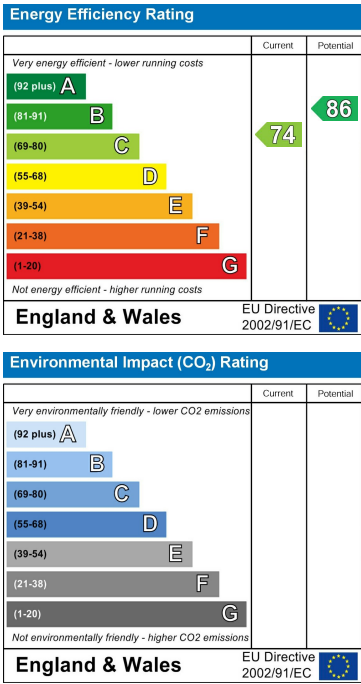 Energy Efficiency Rating
Current Potential
Very energy efficient - lower running costs
(92 plus) A
(81-91) B
(69-80) C
(55-68) D
(39-54) E
(21-38) F
(1-20) G
74
86
Not energy efficient - higher running costs
England & Wales
EU Directive
2002/91/EC
Environmental Impact (CO₂) Rating
Current Potential
Very environmentally friendly - lower CO2 emissions
(92 plus) A
(81-91) B
(69-80) C
(55-68) D
(39-54) E
(21-38) F
(1-20) G
Not environmentally friendly - higher CO2 emissions
England & Wales
EU Directive
2002/91/EC